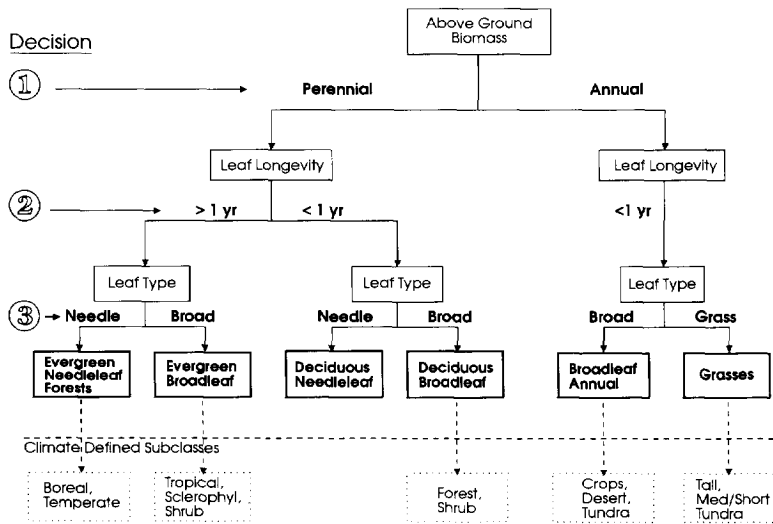 Above Ground
Biomass
Decision
1
Perennial
Annual
Leaf Longevity
Leaf Longevity
2
> 1 yr
< 1 yr
<1 yr
Leaf Type
Leaf Type
Leaf Type
3
Needle
Broad
Needle
Broad
Broad
Grass
Evergreen
Needleleaf
Forests
Evergreen
Broadleaf
Deciduous
Needleleaf
Deciduous
Broadleaf
Broadleaf
Annual
Grasses
Climate Defined Subclasses
Boreal,
Temperate
Tropical,
Sclerophyl,
Shrub
Forest,
Shrub
Crops,
Desert,
Tundra
Tall,
Med/Short
Tundra